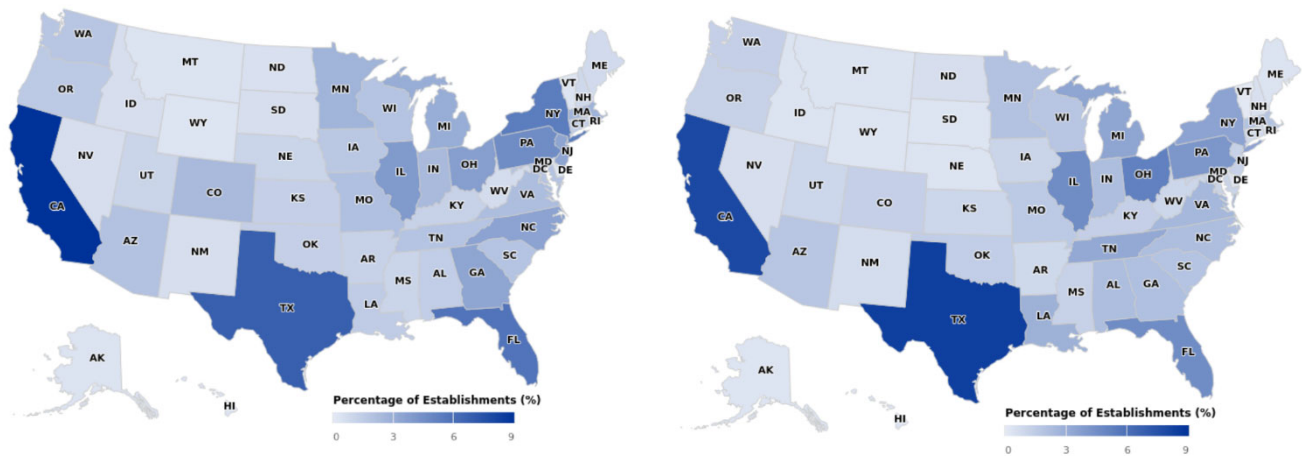 WA
MT
ND
ME
OR
MN
VT
ID
SD
WI
NH
NY
MA
WY
MI
CT
RI
IA
PA
NE
NJ
NV
OH
MD
IL
IN
DC
DE
UT
CO
WV
VA
CA
KS
MO
KY
NC
TN
AZ
OK
NM
AR
SC
MS
AL
GA
LA
TX
FL
AK
HI
Percentage of Establishments (%)
0 3 6 9
WA
MT
ND
ME
OR
MN
VT
ID
SD
WI
NH
NY
MA
WY
MI
CT
RI
IA
PA
NE
NJ
NV
OH
MD
IL
IN
DC
DE
UT
CO
WV
VA
CA
KS
MO
KY
NC
TN
AZ
OK
NM
AR
SC
MS
AL
GA
LA
TX
FL
AK
HI
Percentage of Establishments (%)
0 3 6 9